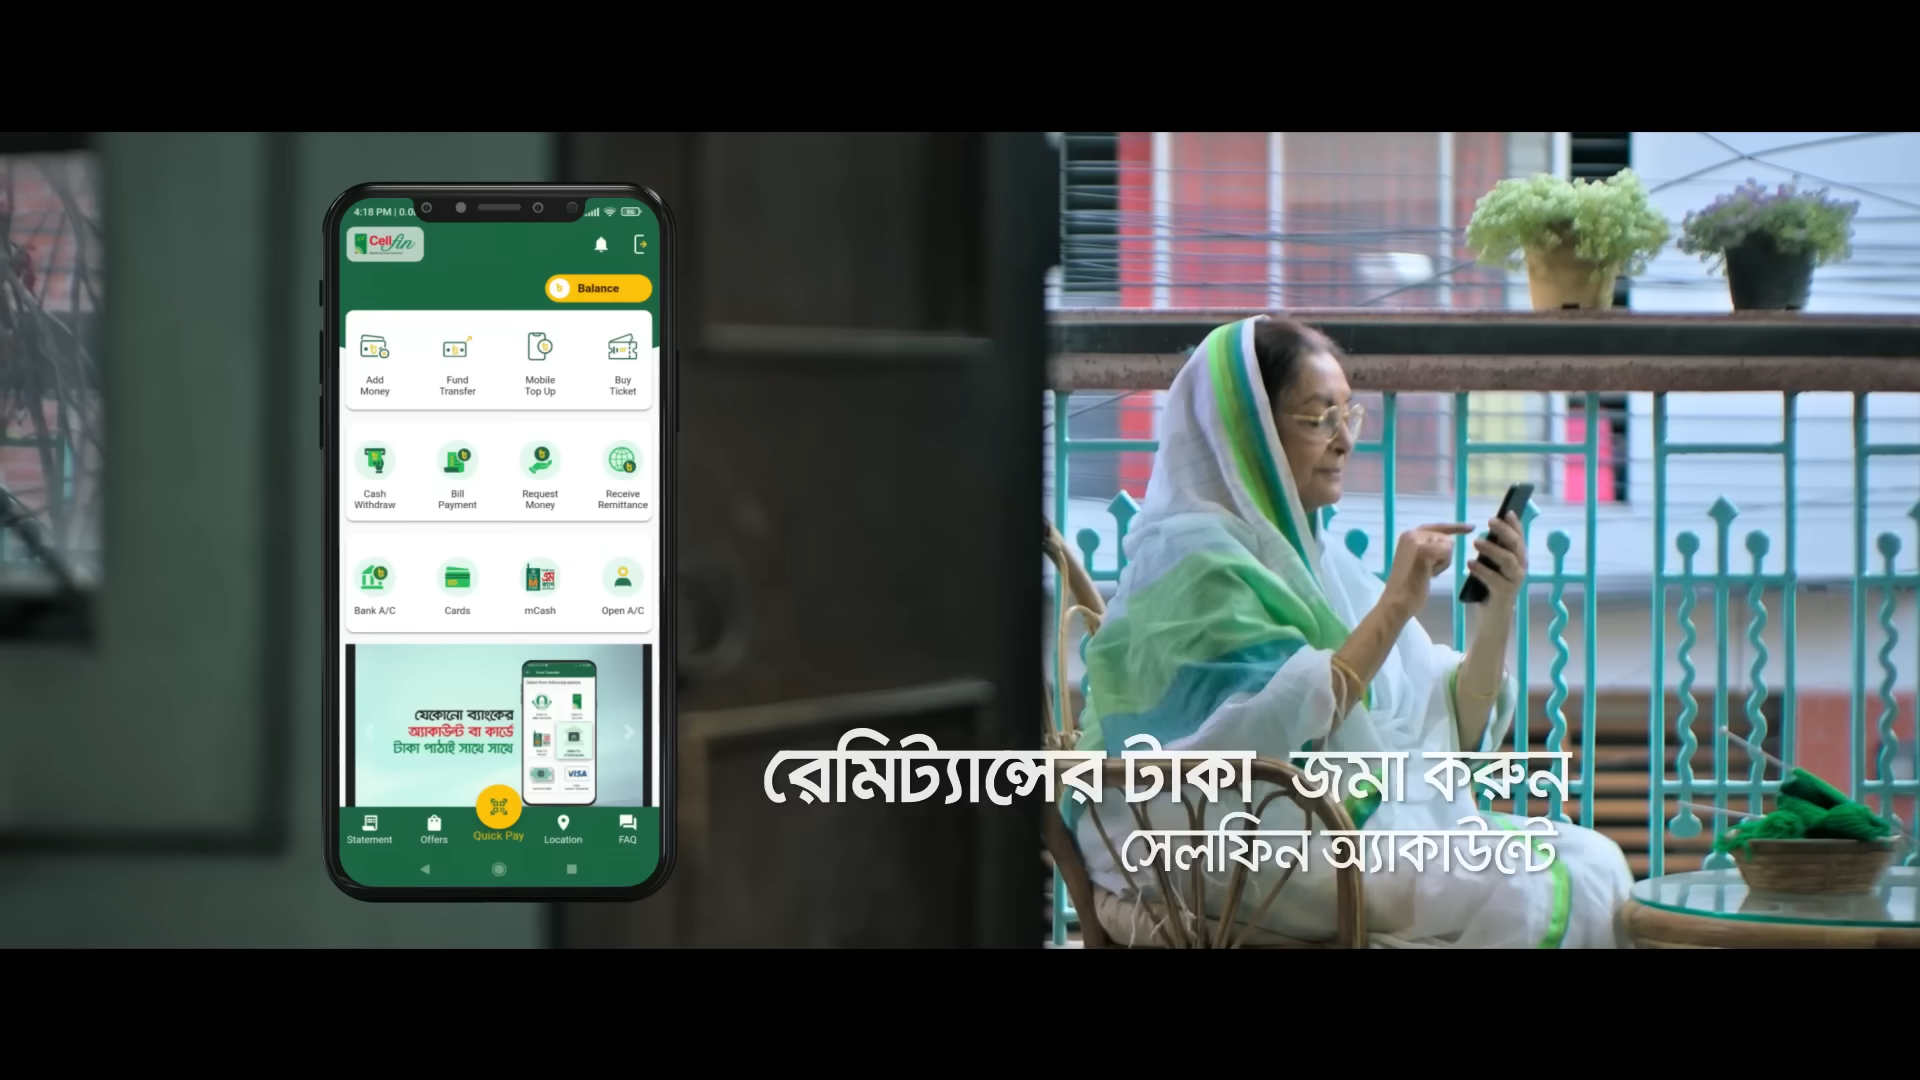 4:18 PM | 0.0
Cellfin
Balance
Add Money
Fund Transfer
Mobile Top Up
Buy Ticket
Cash Withdraw
Bill Payment
Request Money
Receive Remittance
Bank A/C
Cards
mCash
Open A/C
যেকোনো ব্যাংকের
অ্যাকাউন্ট বা কার্ডে
টাকা পাঠাই সাথে সাথে
VISA
Statement
Offers
Quick Pay
Location
FAQ
রেমিট্যান্সের টাকা জমা করুন
সেলফিন অ্যাকাউন্টে